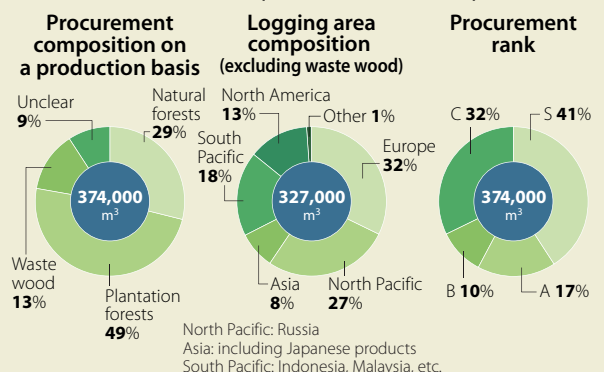 Procurement
composition on
a production basis
Unclear
9%
Natural
forests
29%
374,000
m³
Waste
wood
13%
Plantation
forests
49%
Logging area
composition
(excluding waste wood)
North America
13%
Other 1%
South
Pacific
18%
Europe
32%
327,000
m³
Asia
8%
North Pacific
27%
North Pacific: Russia
Asia: including Japanese products
South Pacific: Indonesia, Malaysia, etc.
Procurement
rank
C 32%
S 41%
374,000
m³
B 10%
A 17%